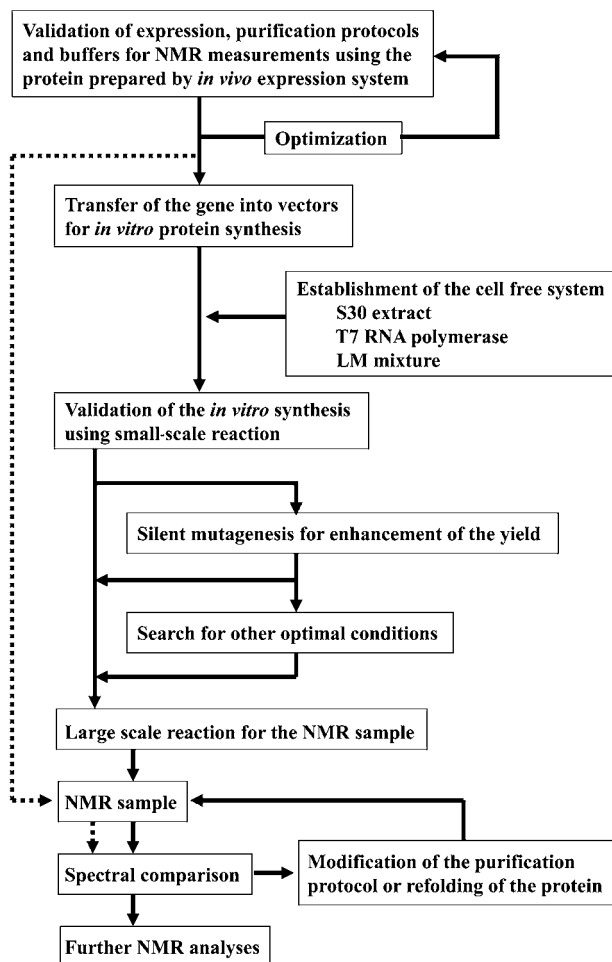 Validation of expression, purification protocols
and buffers for NMR measurements using the
protein prepared by in vivo expression system
Optimization
Transfer of the gene into vectors
for in vitro protein synthesis
Establishment of the cell free system
S30 extract
T7 RNA polymerase
LM mixture
Validation of the in vitro synthesis
using small-scale reaction
Silent mutagenesis for enhancement of the yield
Search for other optimal conditions
Large scale reaction for the NMR sample
NMR sample
Spectral comparison
Modification of the purification
protocol or refolding of the protein
Further NMR analyses